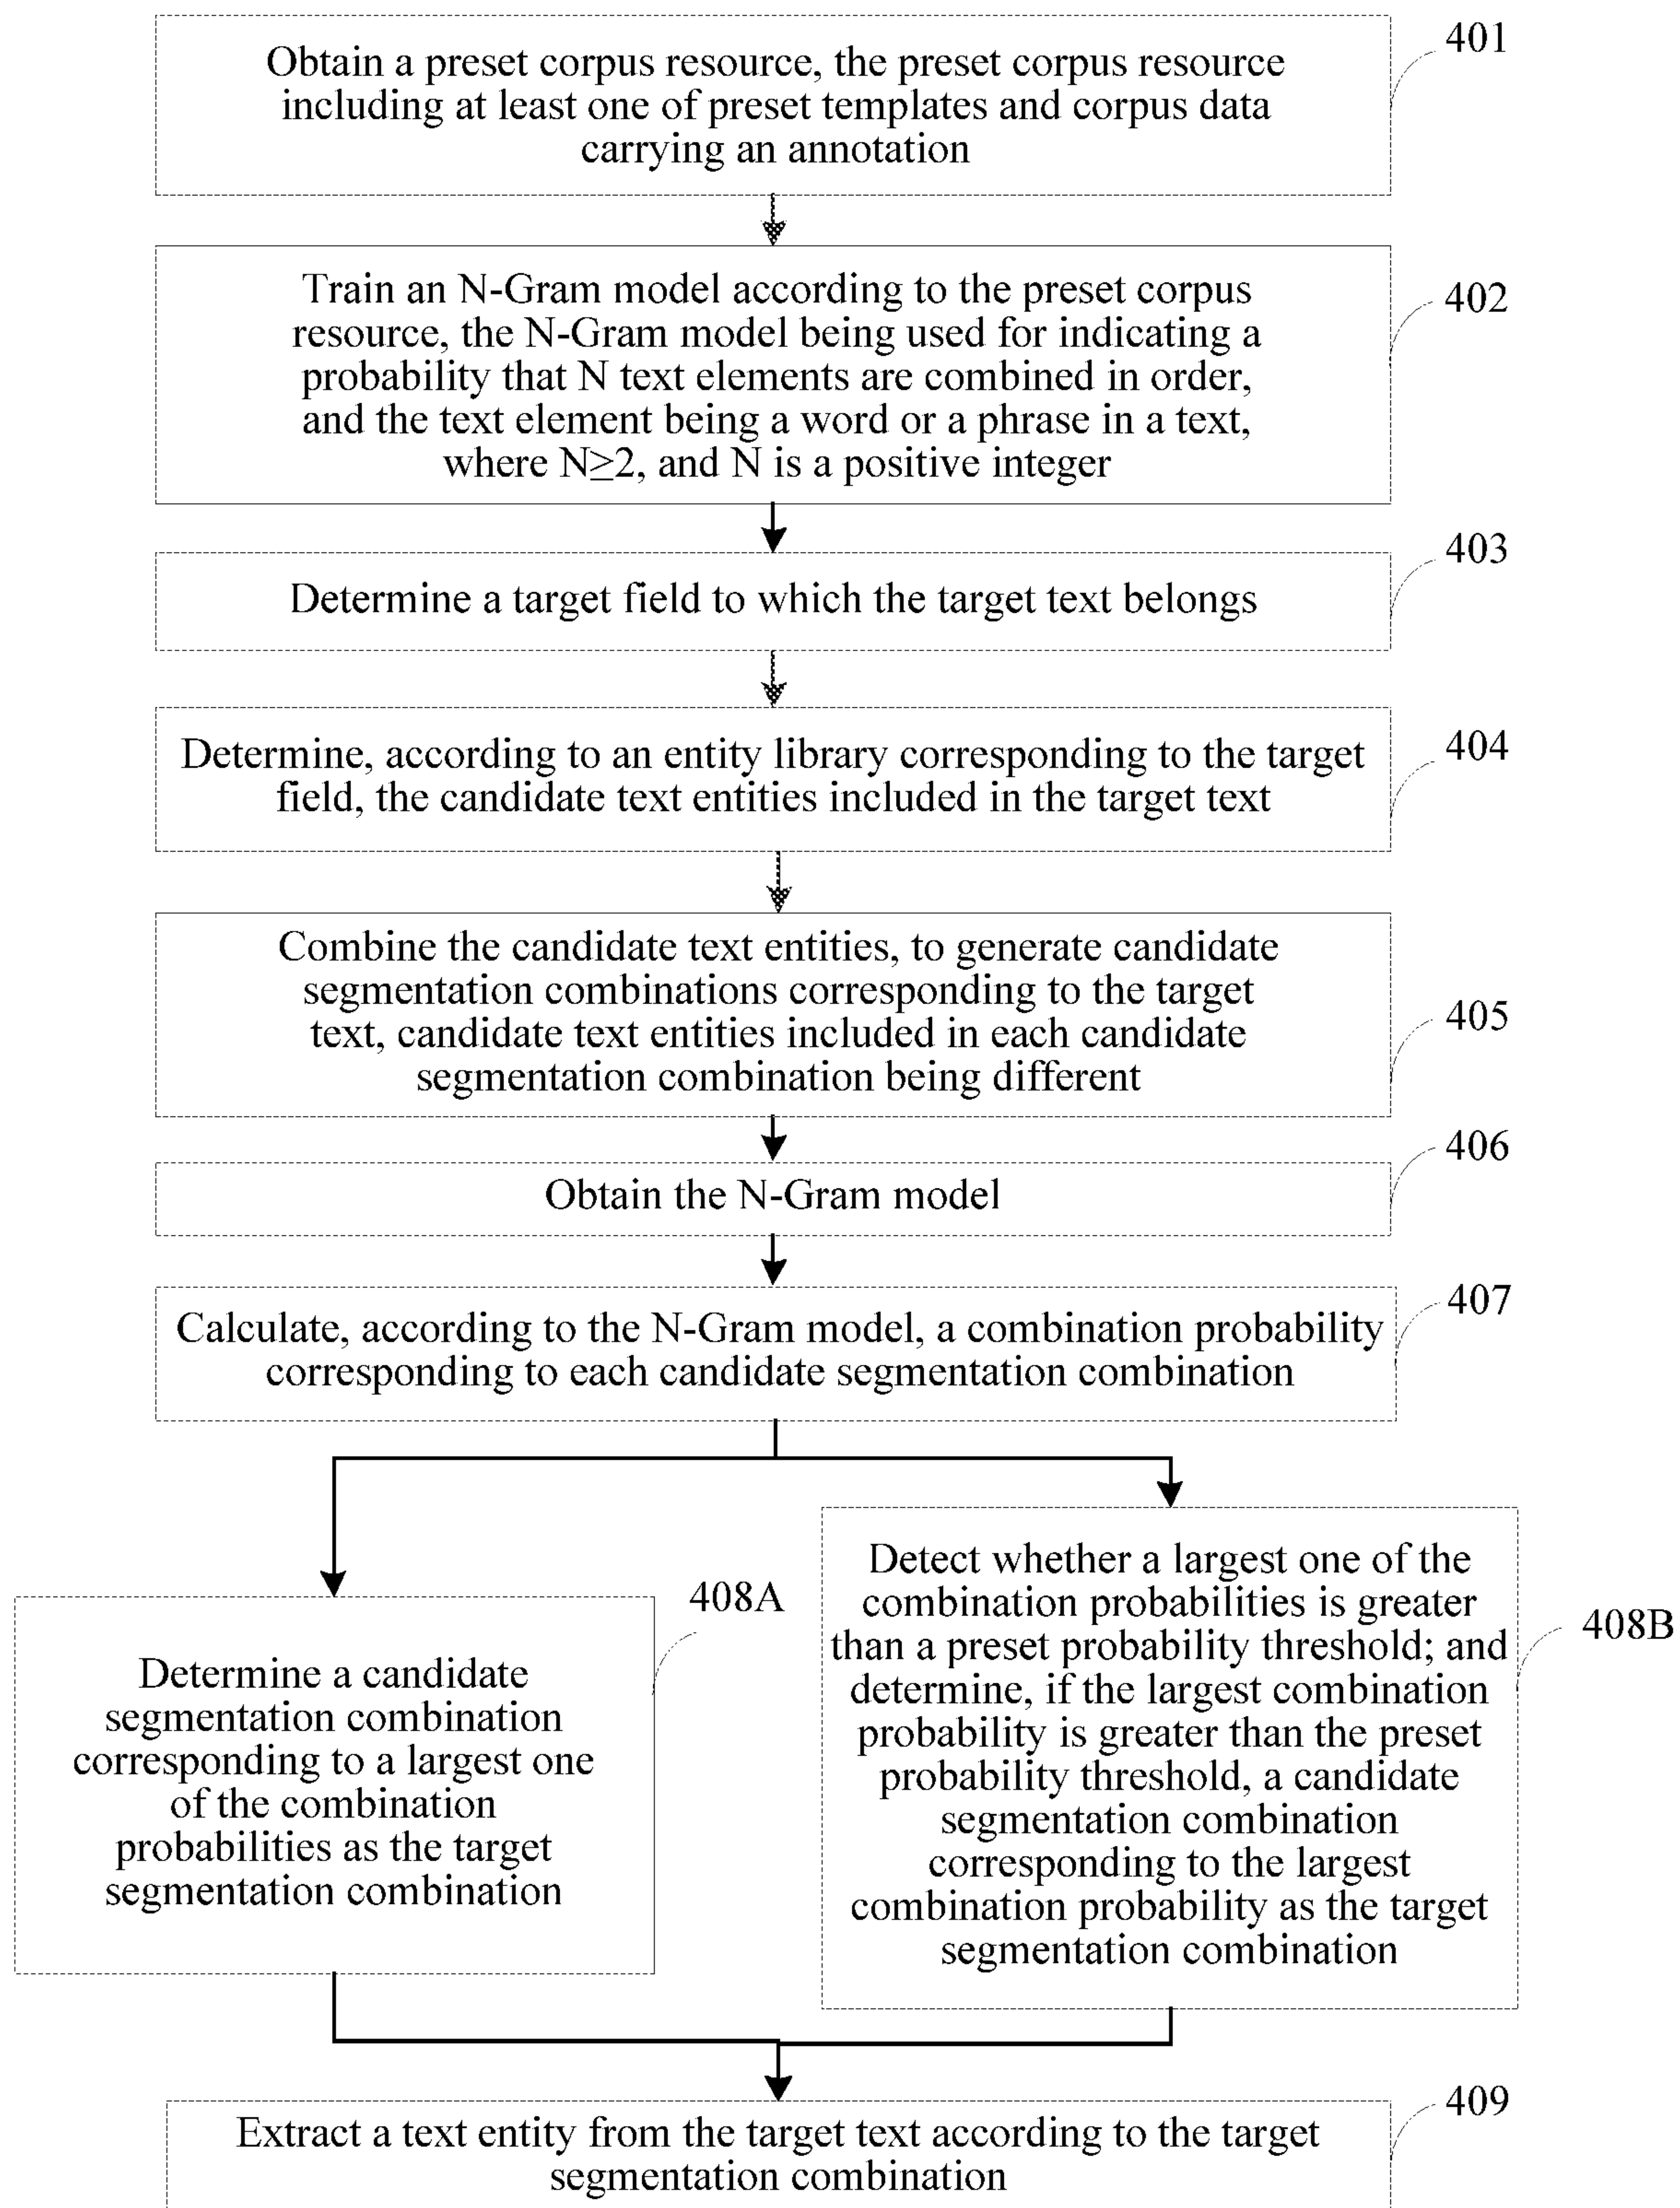 401
Obtain a preset corpus resource, the preset corpus resource
including at least one of preset templates and corpus data
carrying an annotation
402
Train an N-Gram model according to the preset corpus
resource, the N-Gram model being used for indicating a
probability that N text elements are combined in order,
and the text element being a word or a phrase in a text,
where N≥2, and N is a positive integer
403
Determine a target field to which the target text belongs
404
Determine, according to an entity library corresponding to the target
field, the candidate text entities included in the target text
405
Combine the candidate text entities, to generate candidate
segmentation combinations corresponding to the target
text, candidate text entities included in each candidate
segmentation combination being different
406
Obtain the N-Gram model
407
Calculate, according to the N-Gram model, a combination probability
corresponding to each candidate segmentation combination
408A
Determine a candidate
segmentation combination
corresponding to a largest one
of the combination
probabilities as the target
segmentation combination
408B
Detect whether a largest one of the
combination probabilities is greater
than a preset probability threshold; and
determine, if the largest combination
probability is greater than the preset
probability threshold, a candidate
segmentation combination
corresponding to the largest
combination probability as the target
segmentation combination
409
Extract a text entity from the target text according to the target
segmentation combination